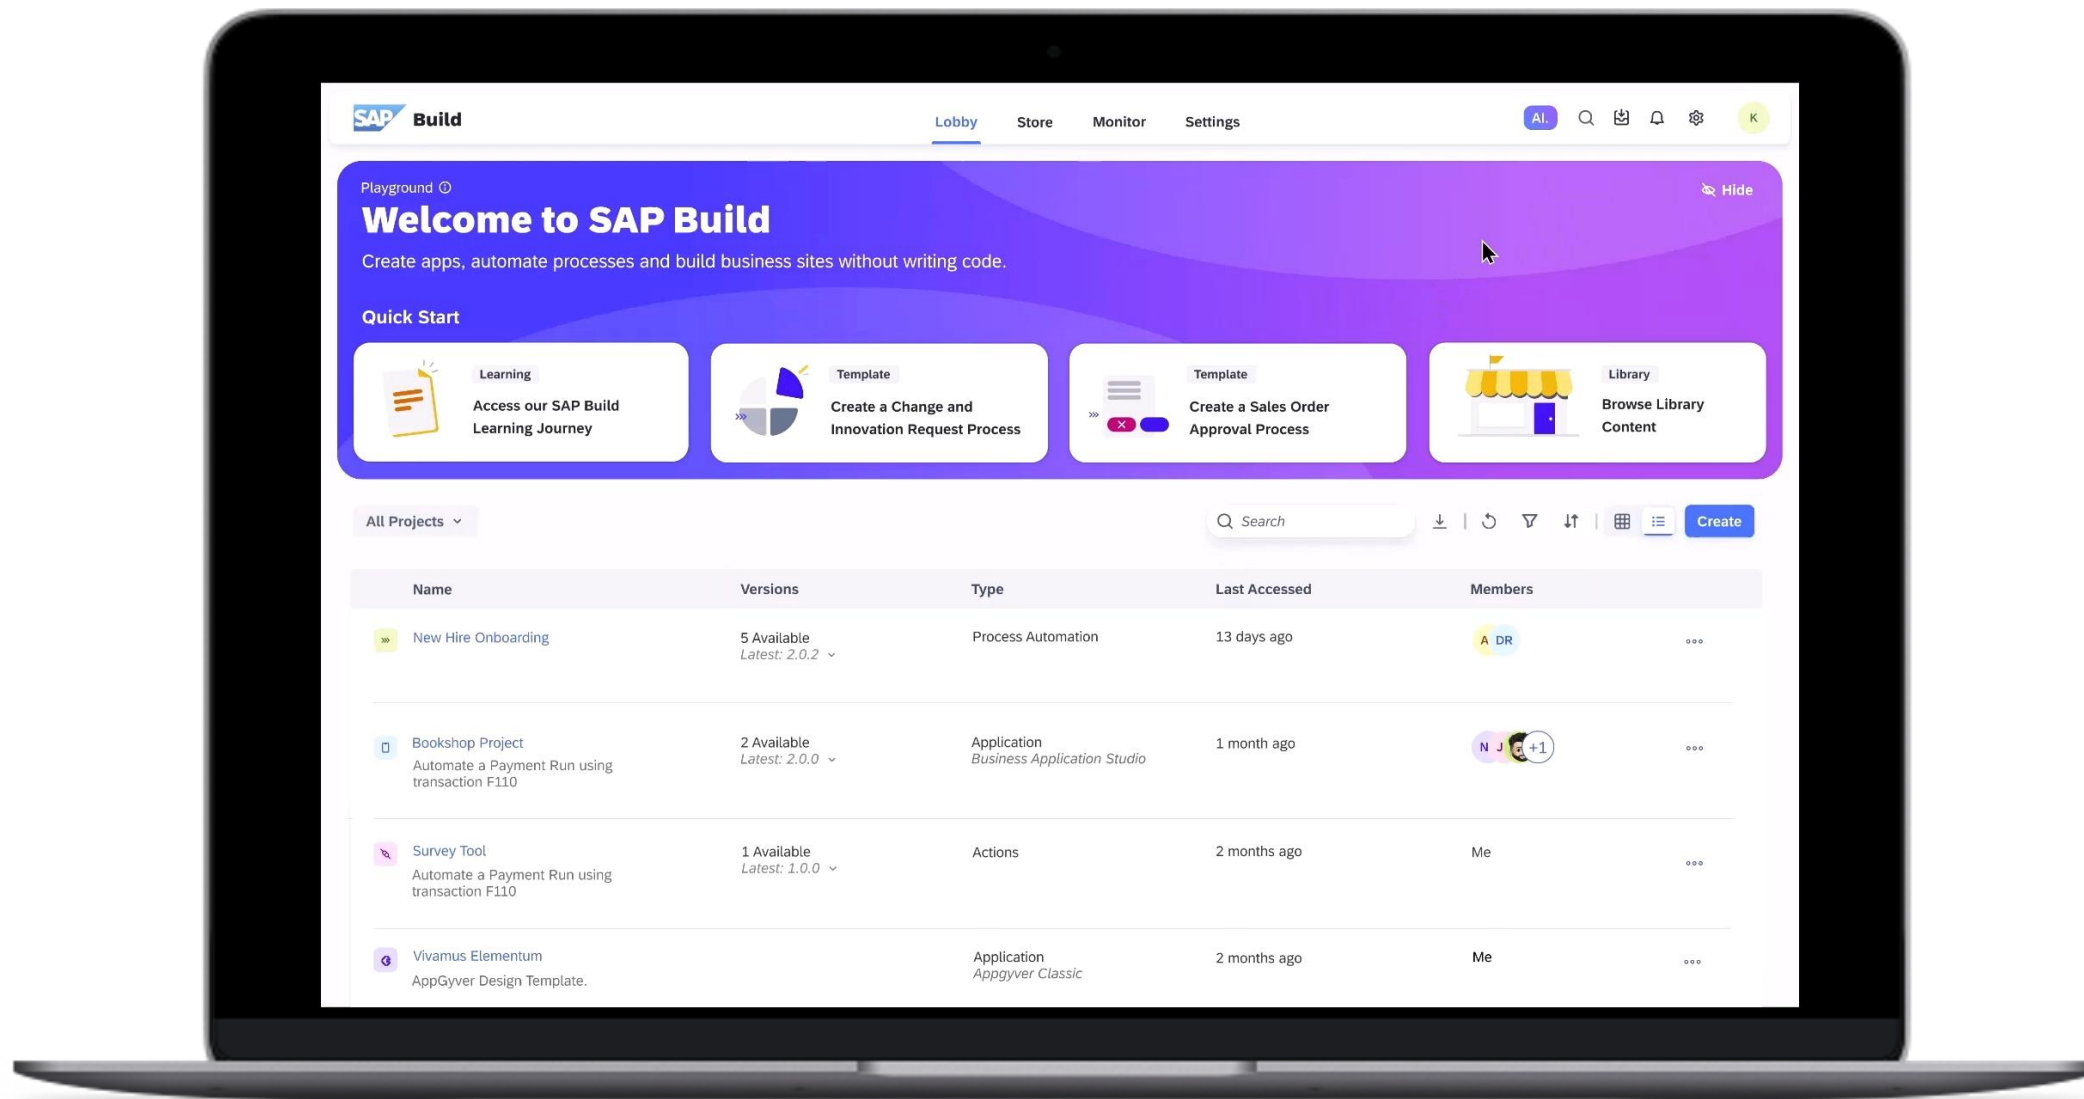 SAP Build
Lobby Store Monitor Settings
AI. K
Playground
Hide
Welcome to SAP Build
Create apps, automate processes and build business sites without writing code.
Quick Start
Learning
Access our SAP Build
Learning Journey
Template
Create a Change and
Innovation Request Process
Template
Create a Sales Order
Approval Process
Library
Browse Library
Content
All Projects
Search
Create
Name Versions Type Last Accessed Members
New Hire Onboarding 5 Available Process Automation 13 days ago A DR
Latest: 2.0.2
Bookshop Project 2 Available Application 1 month ago N J +1
Latest: 2.0.0 Business Application Studio
Automate a Payment Run using
transaction F110
Survey Tool 1 Available Actions 2 months ago Me
Latest: 1.0.0
Automate a Payment Run using
transaction F110
Vivamus Elementum Application 2 months ago Me
Appgyver Classic
AppGyver Design Template.